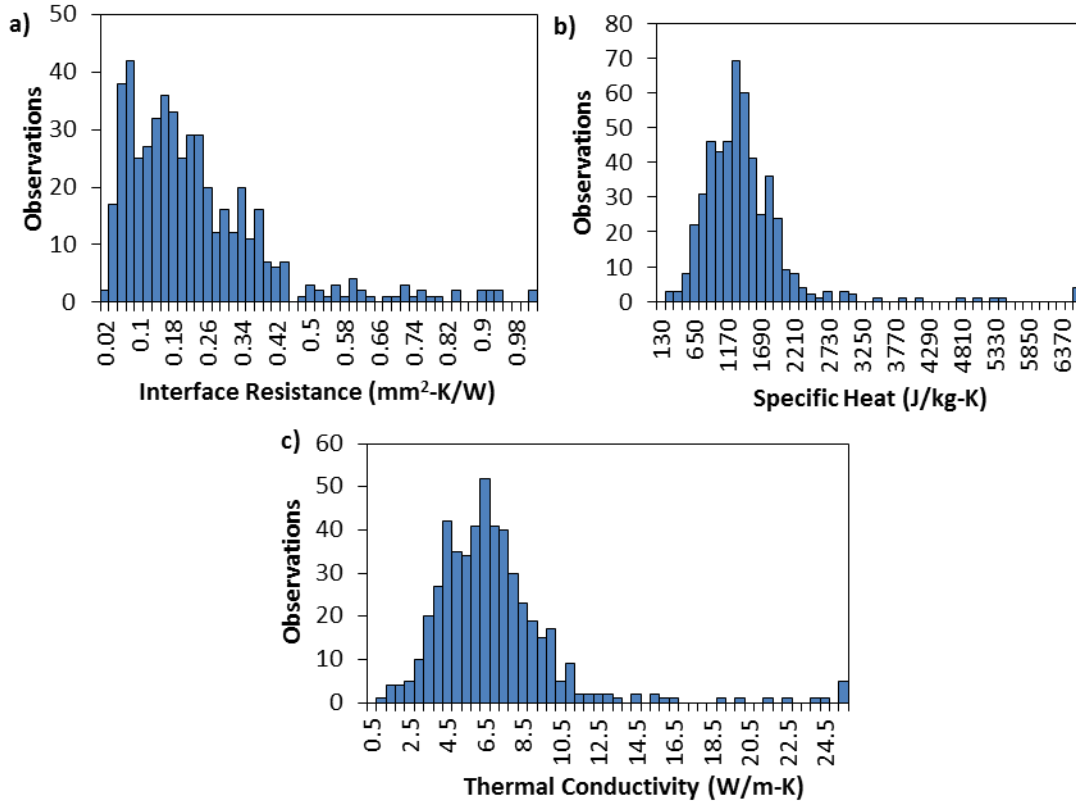 a)
50
40
30
20
10
0
Observations
0.02 0.1 0.18 0.26 0.34 0.42 0.5 0.58 0.66 0.74 0.82 0.9 0.98
Interface Resistance (mm²-K/W)
b)
80
70
60
50
40
30
20
10
0
Observations
130 650 1170 1690 2210 2730 3250 3770 4290 4810 5330 5850 6370
Specific Heat (J/kg-K)
c)
60
50
40
30
20
10
0
Observations
0.5 2.5 4.5 6.5 8.5 10.5 12.5 14.5 16.5 18.5 20.5 22.5 24.5
Thermal Conductivity (W/m-K)